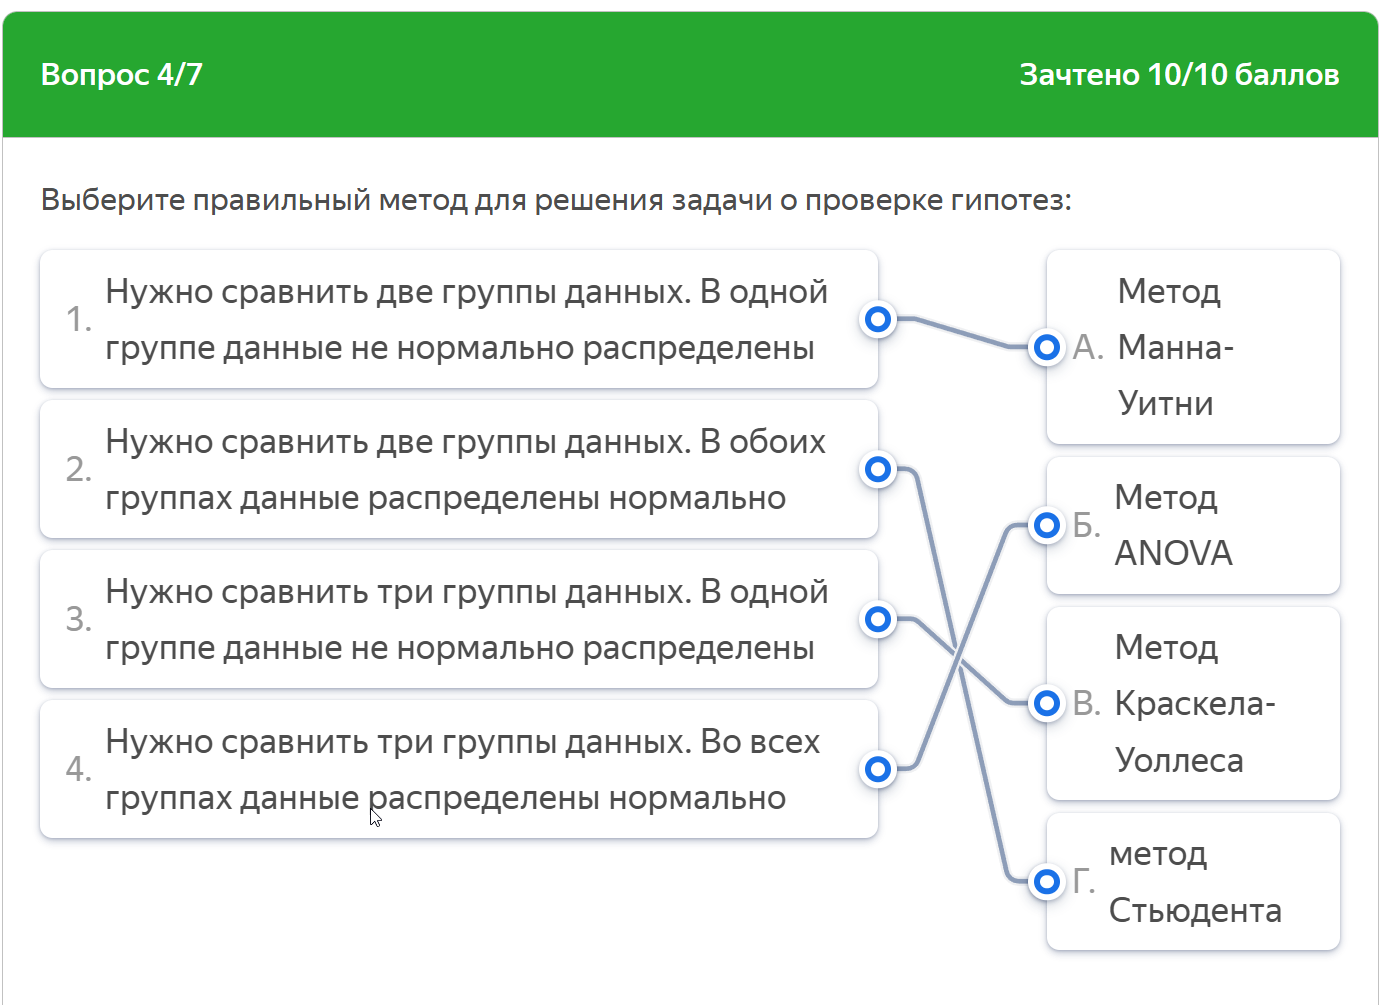 Вопрос 4/7
Зачтено 10/10 баллов
Выберите правильный метод для решения задачи о проверке гипотез:
1. Нужно сравнить две группы данных. В одной
группе данные не нормально распределены
2. Нужно сравнить две группы данных. В обоих
группах данные распределены нормально
3. Нужно сравнить три группы данных. В одной
группе данные не нормально распределены
4. Нужно сравнить три группы данных. Во всех
группах данные распределены нормально
Метод
А. Манна-
Уитни
Б. Метод
ANOVA
Метод
В. Краскела-
Уоллеса
Г. метод
Стьюдента